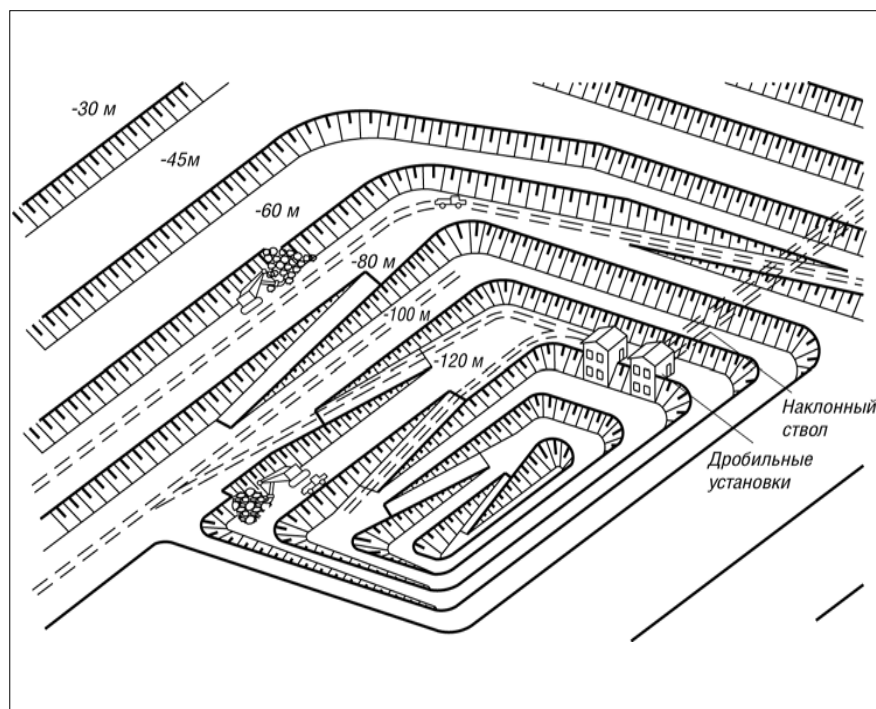 -30 м
-45м
-60 м
-80 м
-100 м
-120 м
Наклонный
ствол
Дробильные
установки